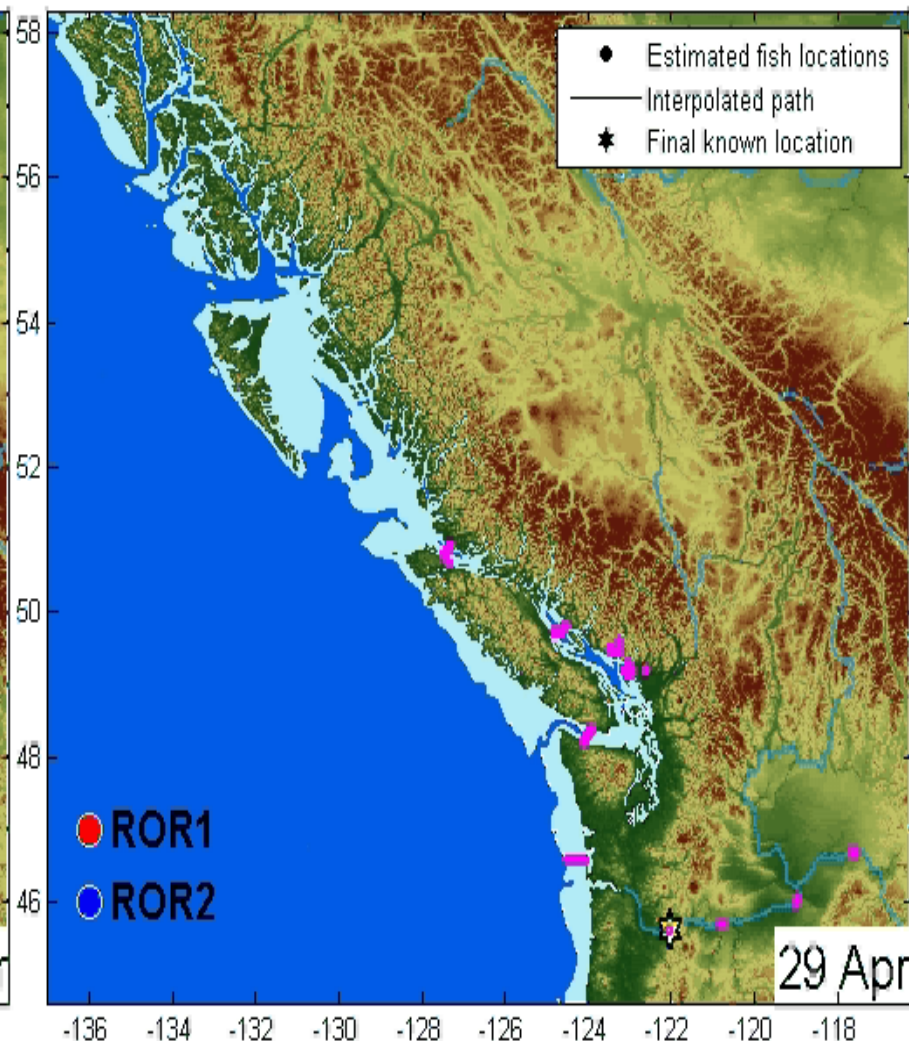 58
56
54
52
50
48
46
Estimated fish locations
Interpolated path
Final known location
ROR1
ROR2
29 Apr
-136 -134 -132 -130 -128 -126 -124 -122 -120 -118